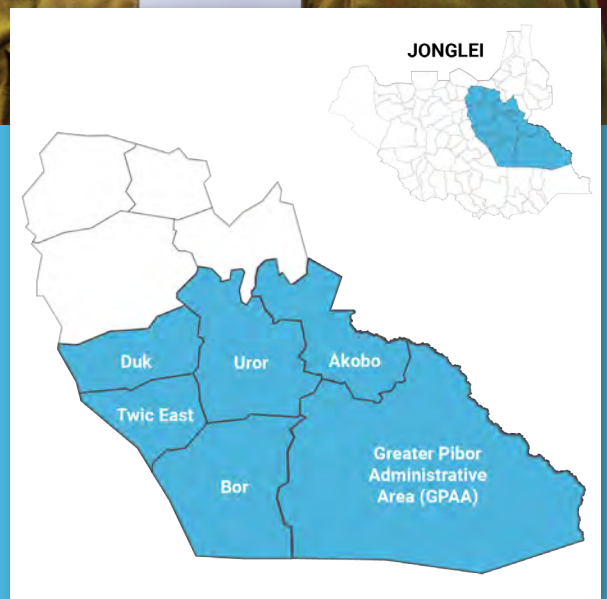 JONGLEI
Duk
Uror
Akobo
Twic East
Bor
Greater Pibor
Administrative
Area (GPAA)